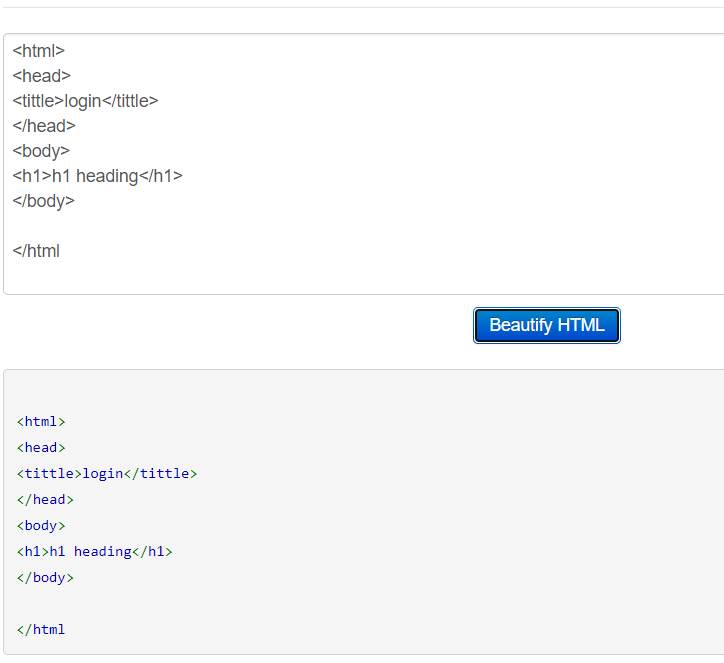 <html>
<head>
<tittle>login</tittle>
</head>
<body>
<h1>h1 heading</h1>
</body>
</html
Beautify HTML
<html>
<head>
<tittle>login</tittle>
</head>
<body>
<h1>h1 heading</h1>
</body>
</html